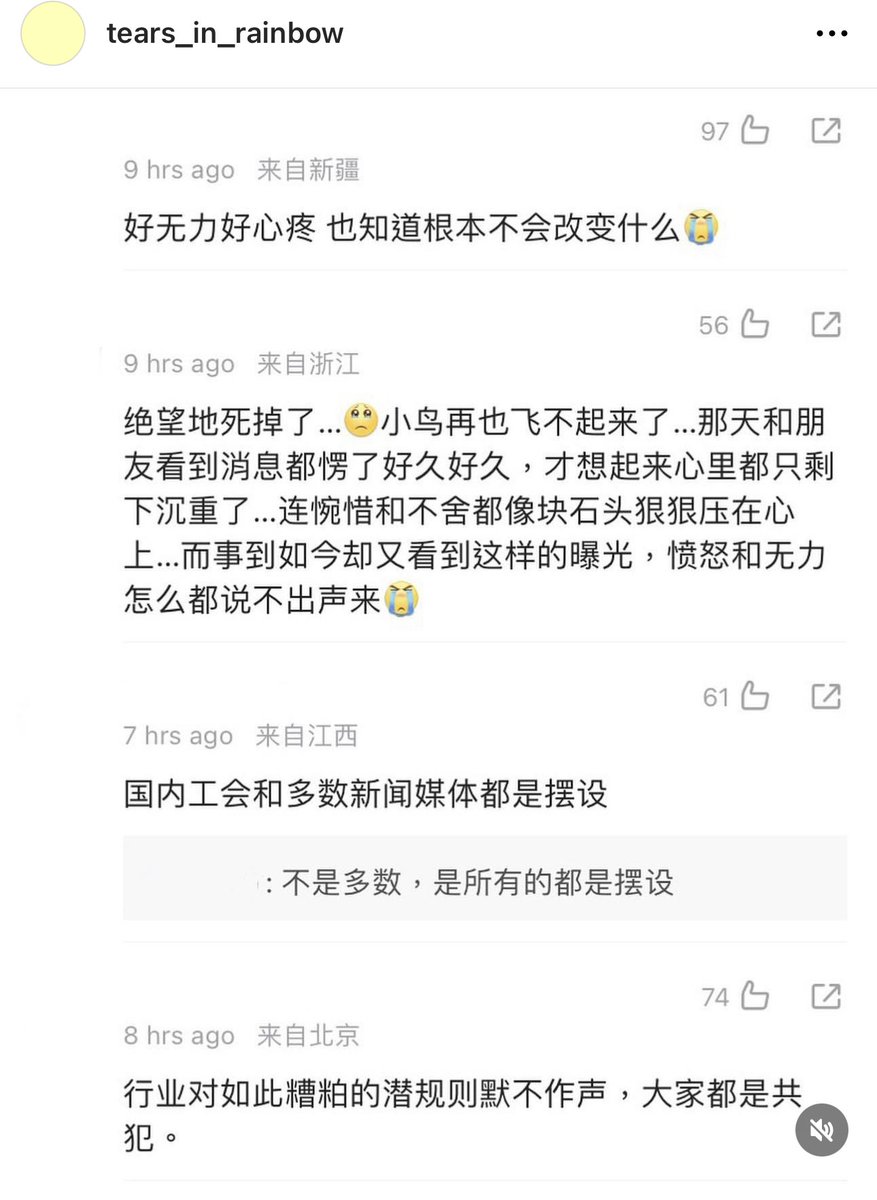 tears_in_rainbow
97
9 hrs ago 来自新疆
好无力好心疼 也知道根本不会改变什么😭
56
9 hrs ago 来自浙江
绝望地死掉了...🥺小鸟再也飞不起来了...那天和朋
友看到消息都愣了好久好久，才想起来心里都只剩
下沉重了...连惋惜和不舍都像块石头狠狠压在心
上...而事到如今却又看到这样的曝光，愤怒和无力
怎么都说不出声来😭
61
7 hrs ago 来自江西
国内工会和多数新闻媒体都是摆设
: 不是多数，是所有的都是摆设
74
8 hrs ago 来自北京
行业对如此糟粕的潜规则默不作声，大家都是共
犯。